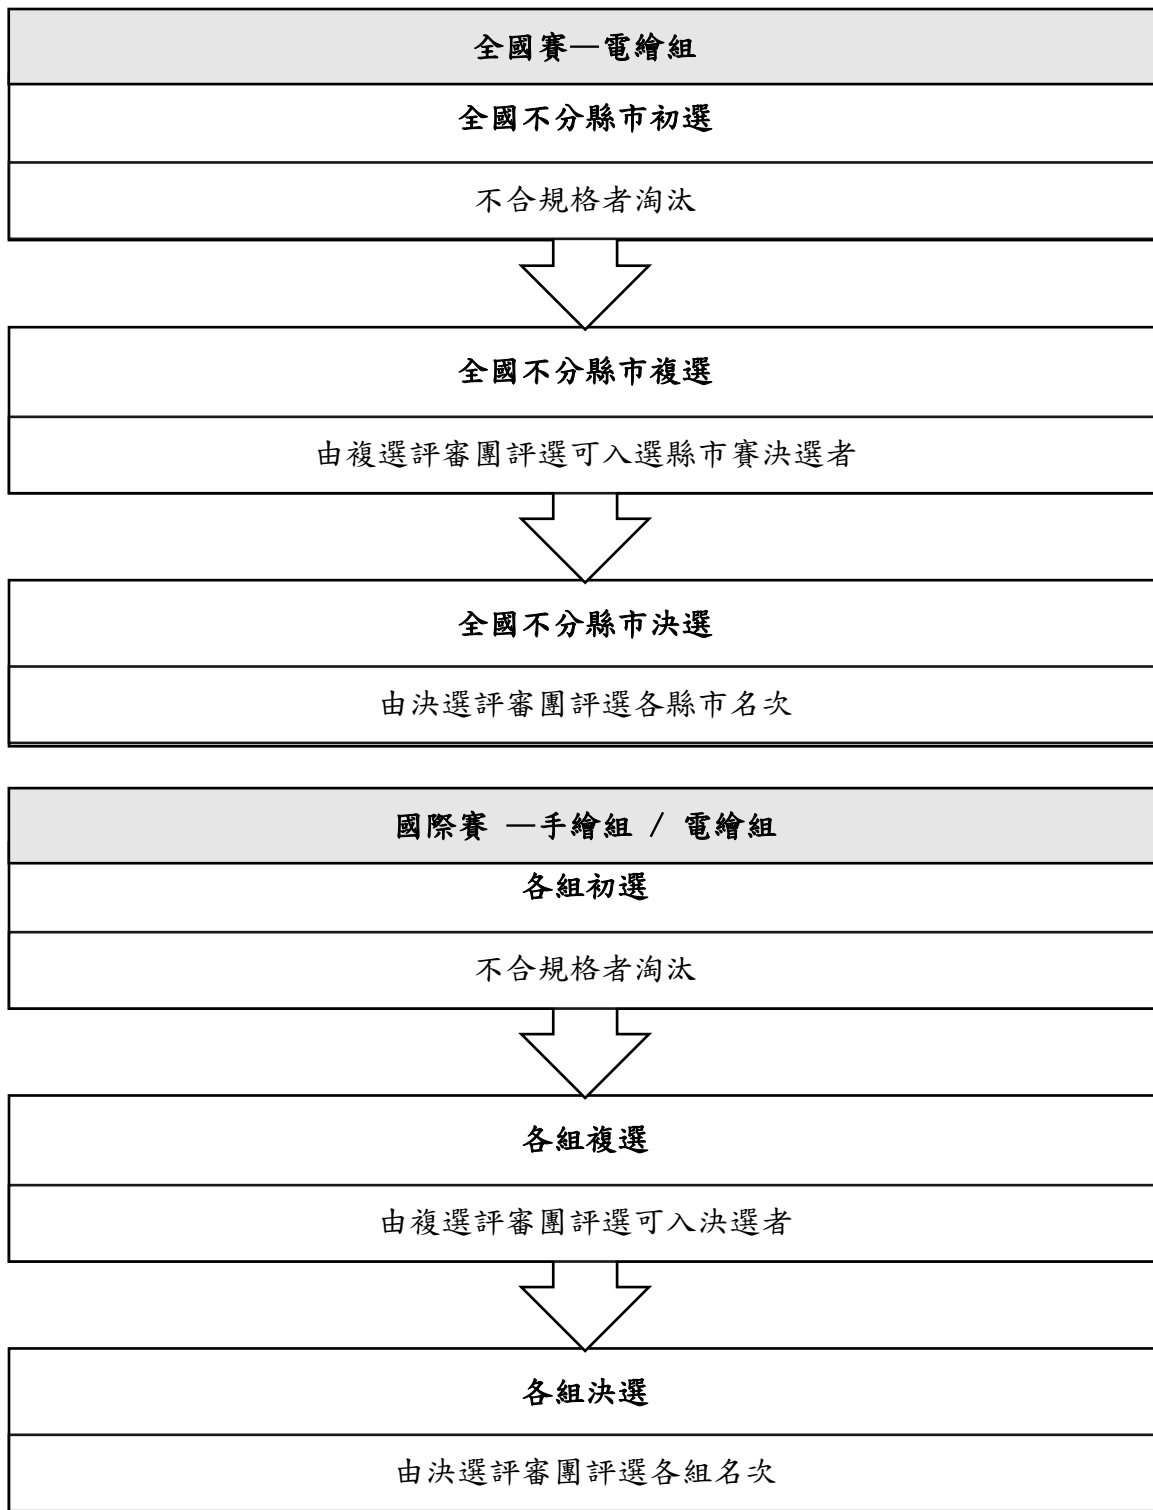 全國賽—電繪組
全國不分縣市初選
不合規格者淘汰
全國不分縣市複選
由複選評審團評選可入選縣市賽決選者
全國不分縣市決選
由決選評審團評選各縣市名次
國際賽 —手繪組 / 電繪組
各組初選
不合規格者淘汰
各組複選
由複選評審團評選可入決選者
各組決選
由決選評審團評選各組名次